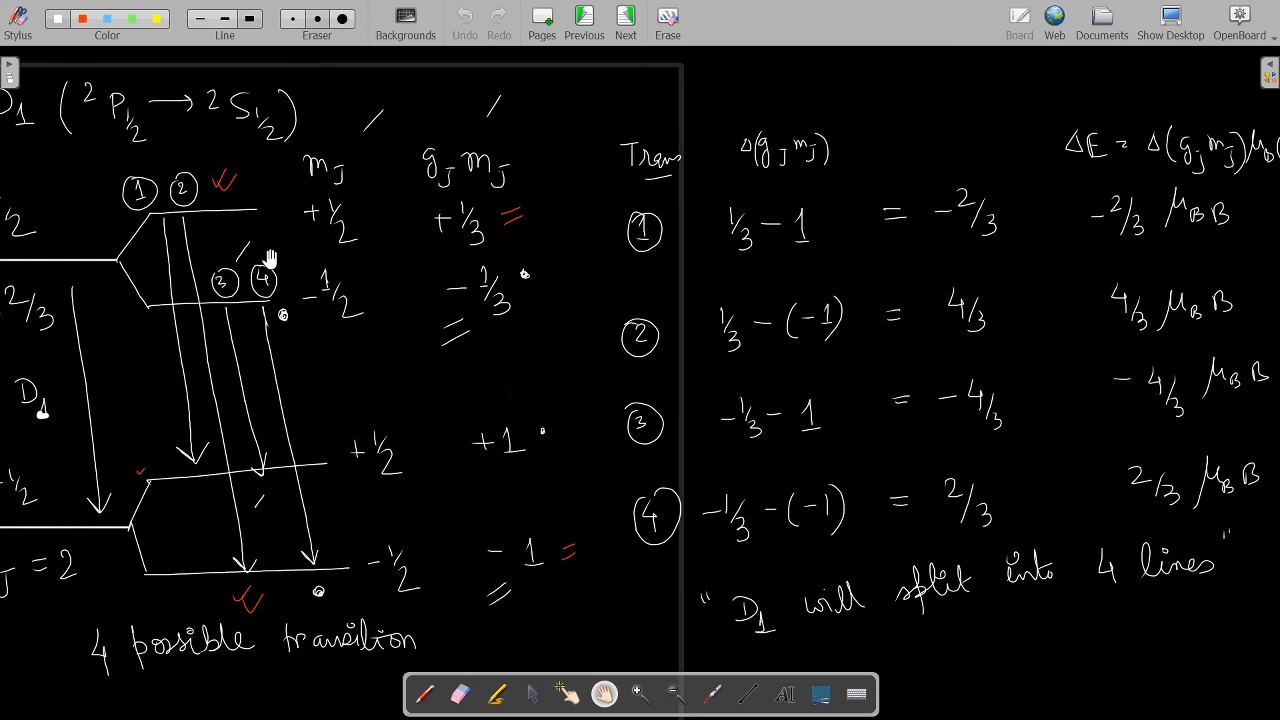 Stylus Color Line Eraser Backgrounds Undo Redo Pages Previous Next Erase Board Web Documents Show Desktop OpenBoard
D1 (²P₁/₂ → ²S₁/₂)
mJ gJ mJ
① ② +1/2 +1/3 =
1/2
③ ④ -1/2 -1/3
2/3
D1
+1/2 +1
-1/2
-1/2 -1 =
J = 2
4 possible transition
Trans Δ(gJ mJ) ΔE = Δ(gJ mJ) μB
① 1/3 - 1 = -2/3 -2/3 μB B
② 1/3 - (-1) = 4/3 4/3 μB B
③ -1/3 - 1 = -4/3 -4/3 μB B
④ -1/3 - (-1) = 2/3 2/3 μB B
" D1 will split into 4 lines "
AI